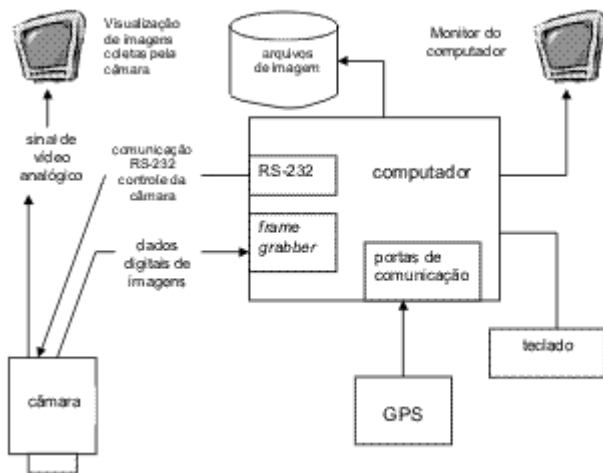 Visualização
de imagens
coletas pela
câmara
arquivos
de imagem
Monitor do
computador
sinal de
vídeo
analógico
comunicação
RS-232
controle da
câmara
RS-232
computador
frame
grabber
dados
digitais de
imagens
portas de
comunicação
teclado
câmara
GPS